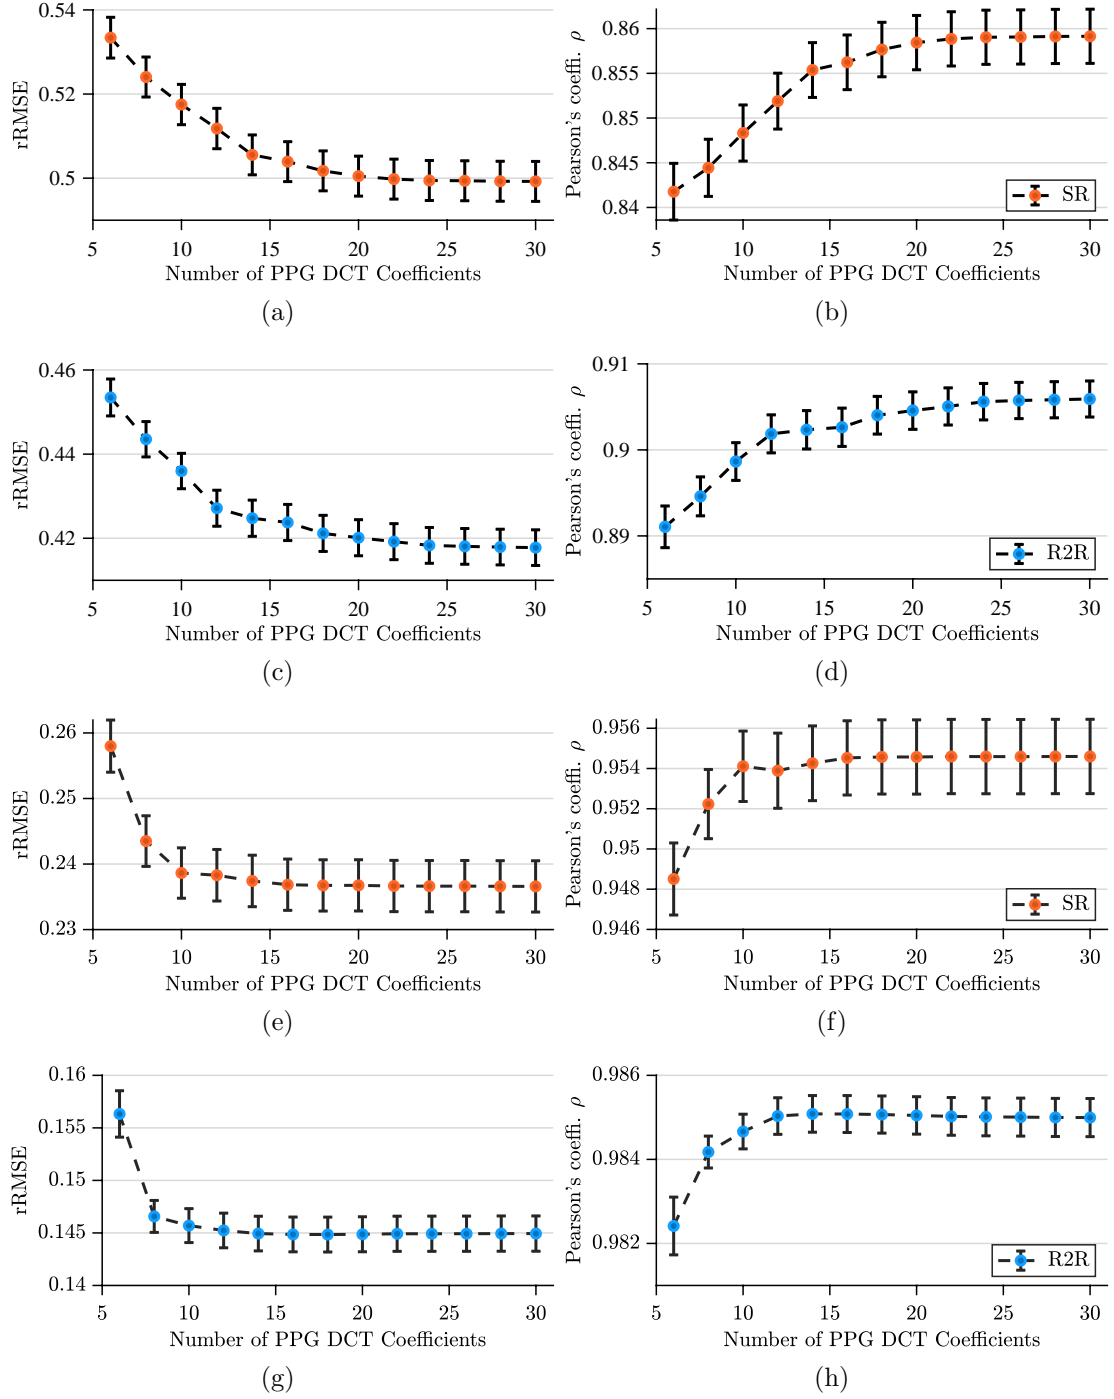 0.54
0.52
0.5
rRMSE
5 10 15 20 25 30
Number of PPG DCT Coefficients
(a)
0.86
0.855
0.85
0.845
0.84
Pearson's coeffi. ρ
SR
5 10 15 20 25 30
Number of PPG DCT Coefficients
(b)
0.46
0.44
0.42
rRMSE
5 10 15 20 25 30
Number of PPG DCT Coefficients
(c)
0.91
0.9
0.89
Pearson's coeffi. ρ
R2R
5 10 15 20 25 30
Number of PPG DCT Coefficients
(d)
0.26
0.25
0.24
0.23
rRMSE
5 10 15 20 25 30
Number of PPG DCT Coefficients
(e)
0.956
0.954
0.952
0.95
0.948
0.946
Pearson's coeffi. ρ
SR
5 10 15 20 25 30
Number of PPG DCT Coefficients
(f)
0.16
0.155
0.15
0.145
0.14
rRMSE
5 10 15 20 25 30
Number of PPG DCT Coefficients
(g)
0.986
0.984
0.982
Pearson's coeffi. ρ
R2R
5 10 15 20 25 30
Number of PPG DCT Coefficients
(h)